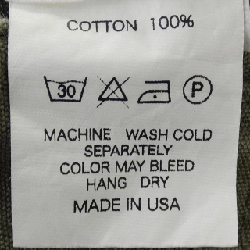 COTTON 100%
30 P
MACHINE WASH COLD
SEPARATELY
COLOR MAY BLEED
HANG DRY
MADE IN USA